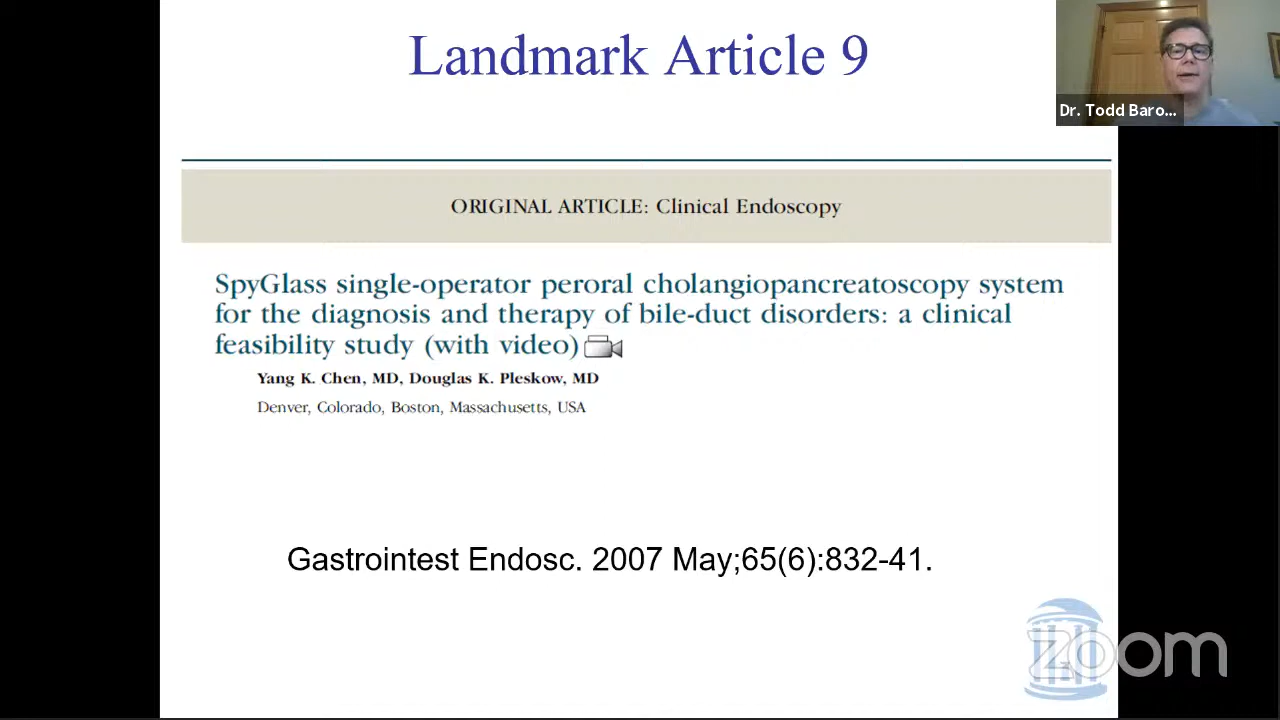 Landmark Article 9
Dr. Todd Baro...
ORIGINAL ARTICLE: Clinical Endoscopy
SpyGlass single-operator peroral cholangiopancreatoscopy system
for the diagnosis and therapy of bile-duct disorders: a clinical
feasibility study (with video)
Yang K. Chen, MD, Douglas K. Pleskow, MD
Denver, Colorado, Boston, Massachusetts, USA
Gastrointest Endosc. 2007 May;65(6):832-41.
zoom